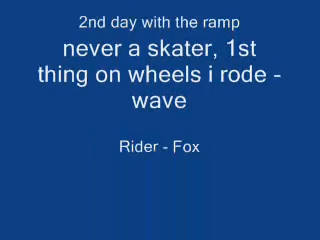 2nd day with the ramp
never a skater, 1st
thing on wheels i rode -
wave
Rider - Fox